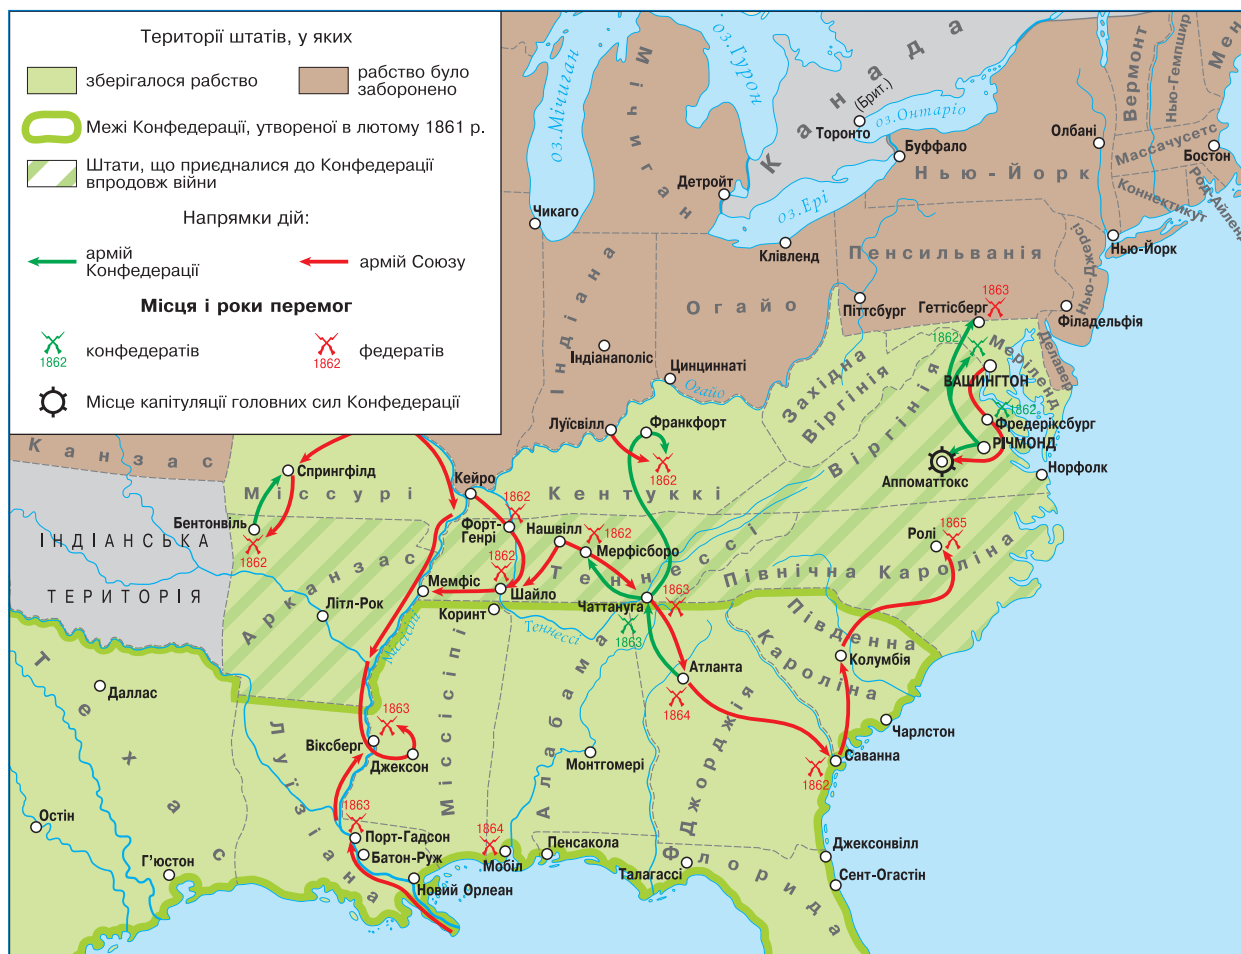 Території штатів, у яких
зберігалося рабство
рабство було
заборонено
Межі Конфедерації, утвореної в лютому 1861 р.
Штати, що приєдналися до Конфедерації
впродовж війни
Напрямки дій:
армій
Конфедерації
армій Союзу
Місця і роки перемог
1862
конфедератів
1862
федератів
Місце капітуляції головних сил Конфедерації
оз.Мічиган
Мічиган
оз.Гурон
Канада
(Брит.)
Торонто
оз.Онтаріо
Буффало
Олбані
Вермонт
Нью-Гемпшир
Мен
Массачусетс
Бостон
Коннектикут
Род-Айленд
Нью-Йорк
Нью-Йорк
Детройт
оз.Ері
Чикаго
Клівленд
Пенсильванія
Нью-Джерсі
Індіана
Огайо
Піттсбург
Геттісберг
1863
Філадельфія
Індіанаполіс
Цинциннаті
Огайо
Західна
Віргінія
Віргінія
1862
Меріленд
Делавер
ВАШИНГТОН
1862
Фредеріксбург
РІЧМОНД
Аппоматтокс
Норфолк
Канзас
Луїсвілл
Франкфорт
1862
Спрингфілд
Міссурі
Кейро
Кентуккі
Бентонвіль
1862
1862
Форт-
Генрі
Нашвілл
1862
Мерфісборо
Ролі
1865
ІНДІАНСЬКА
ТЕРИТОРІЯ
Арканзас
Літл-Рок
Мемфіс
1862
Шайло
Теннессі
Чаттануга
1863
1863
Північна Кароліна
Коринт
Теннессі
Міссісіпі
Південна
Кароліна
Колумбія
Техас
Даллас
Атланта
1864
Луїзіана
Міссісіпі
Алабама
Джорджія
Чарлстон
1863
Віксберг
Джексон
Монтгомері
Саванна
1862
Остін
1863
Порт-Гадсон
Батон-Руж
1864
Мобіл
Пенсакола
Джексонвілл
Г'юстон
Новий Орлеан
Талагассі
Флорида
Сент-Огастін